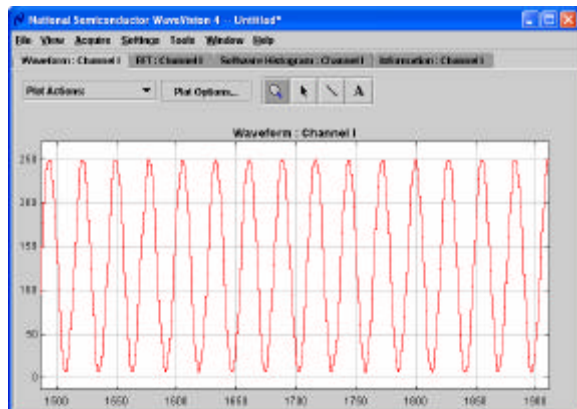 National Semiconductor WaveVision 4 -- Untitled*
File View Acquire Settings Tools Window Help
Waveform : Channel I FFT : Channel I Software Histogram : Channel I Information : Channel I
Plot Actions: Plot Options... A
Waveform : Channel I
250
200
150
100
50
0
1500 1550 1600 1650 1700 1750 1800 1850 1900